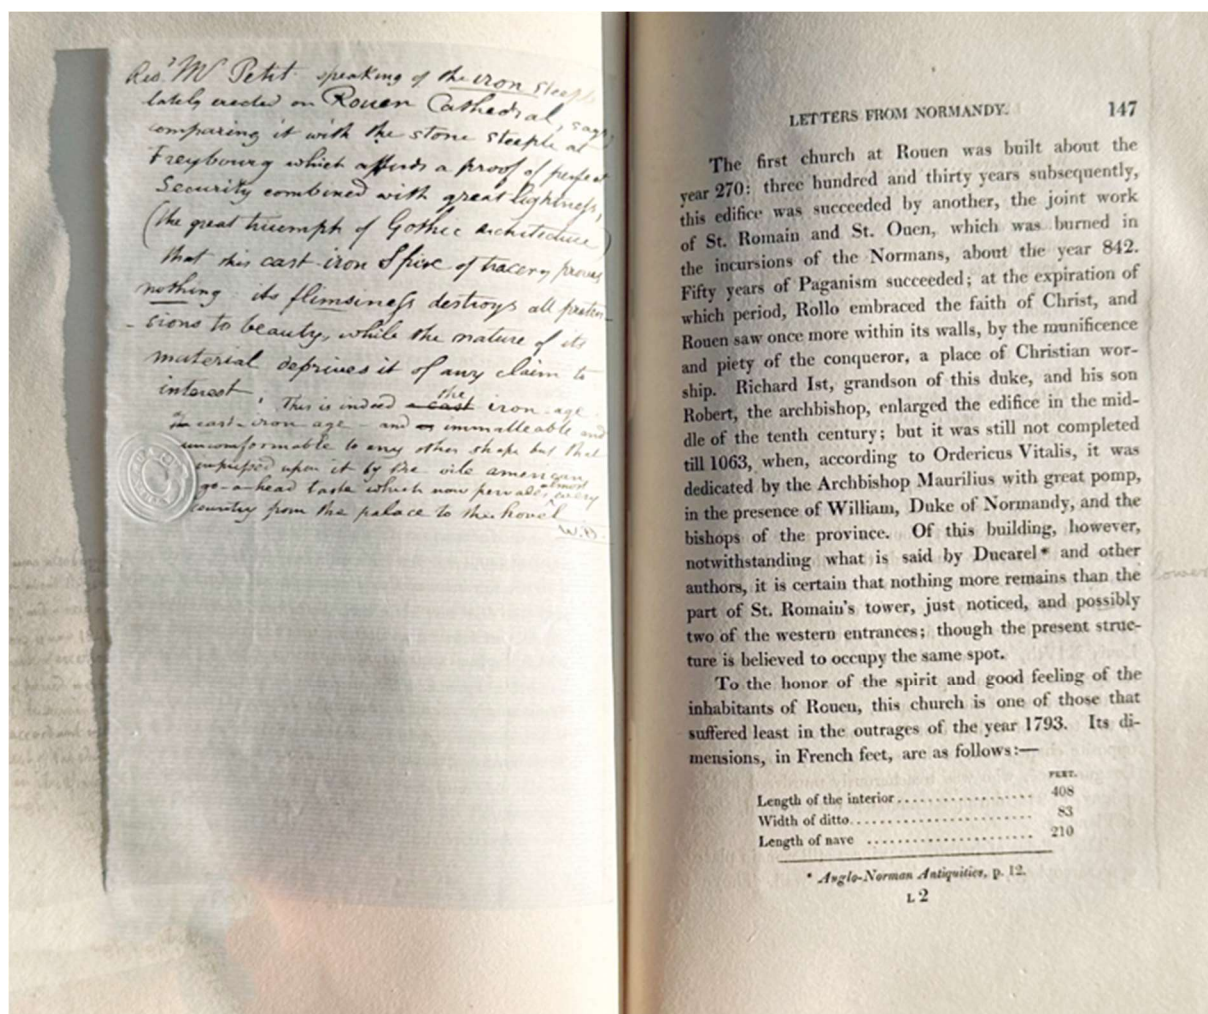 Rev.d Mr Petit speaking of the iron steeple
lately erected on Rouen Cathedral, says,
comparing it with the stone steeple at
Freybourg which affords a proof of perfect
security combined with great lightness,
(the great triumph of Gothic architecture)
that this cast-iron Spire of tracery proves
nothing: its flimsiness destroys all preten-
-sions to beauty, while the nature of its
material deprives it of any claim to
interest! This is indeed a cast the iron-age
cast-iron age - and immalleable and
unconformable to any other shape but that
impressed upon it by the vile american
go-a-head taste which now pervades almost every
country from the palace to the hovel
LETTERS FROM NORMANDY. 147
The first church at Rouen was built about the
year 270: three hundred and thirty years subsequently,
this edifice was succeeded by another, the joint work
of St. Romain and St. Ouen, which was burned in
the incursions of the Normans, about the year 842.
Fifty years of Paganism succeeded; at the expiration of
which period, Rollo embraced the faith of Christ, and
Rouen saw once more within its walls, by the munificence
and piety of the conqueror, a place of Christian wor-
ship. Richard Ist, grandson of this duke, and his son
Robert, the archbishop, enlarged the edifice in the mid-
dle of the tenth century; but it was still not completed
till 1063, when, according to Ordericus Vitalis, it was
dedicated by the Archbishop Maurilius with great pomp,
in the presence of William, Duke of Normandy, and the
bishops of the province. Of this building, however,
notwithstanding what is said by Ducarel* and other
authors, it is certain that nothing more remains than the
part of St. Romain's tower, just noticed, and possibly
two of the western entrances; though the present struc-
ture is believed to occupy the same spot.
To the honor of the spirit and good feeling of the
inhabitants of Rouen, this church is one of those that
suffered least in the outrages of the year 1793. Its di-
mensions, in French feet, are as follows:—
FEET.
Length of the interior.................... 408
Width of ditto........................... 83
Length of nave ......................... 210
* Anglo-Norman Antiquities, p. 12.
L 2